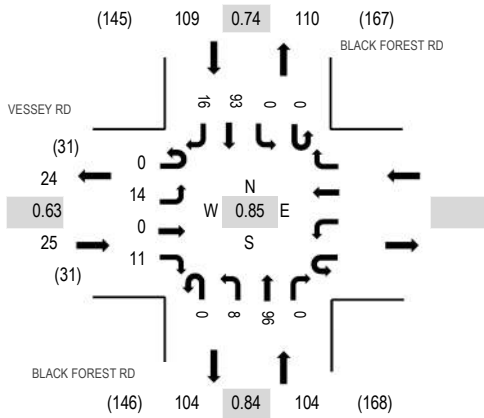 (145) 109 0.74 110 (167)
BLACK FOREST RD
16 93 0 0
VESSEY RD
(31)
24
0
14
0.63
0
25
11
(31)
N
W 0.85 E
S
0 8 96 0
BLACK FOREST RD
(146) 104 0.84 104 (168)